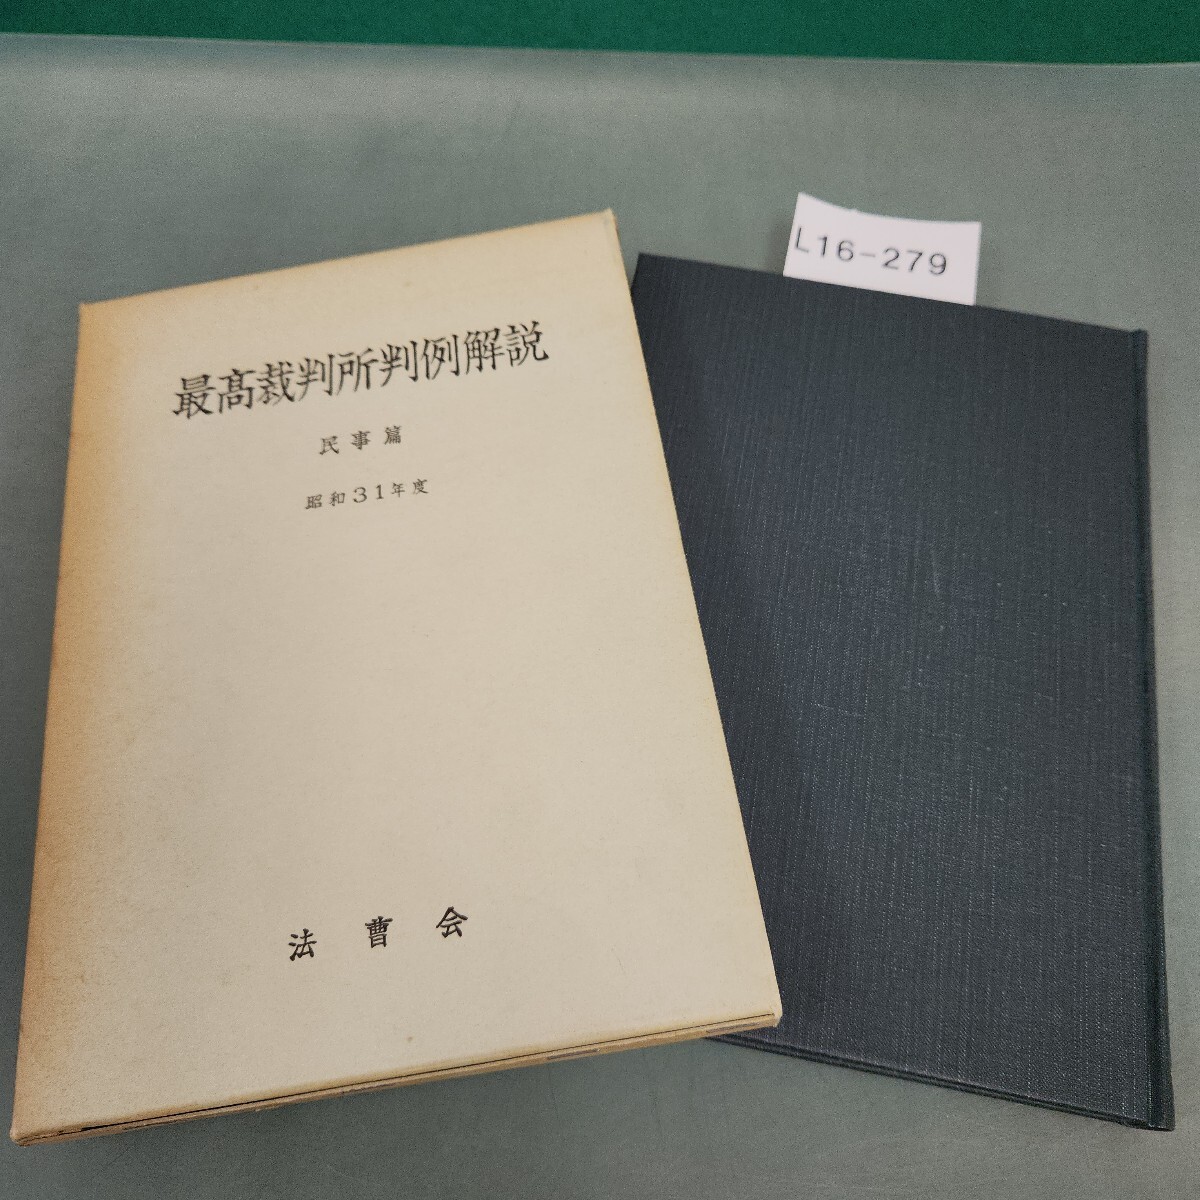 最高裁判所判例解説
民事篇
昭和31年度
法曹会
L16-279